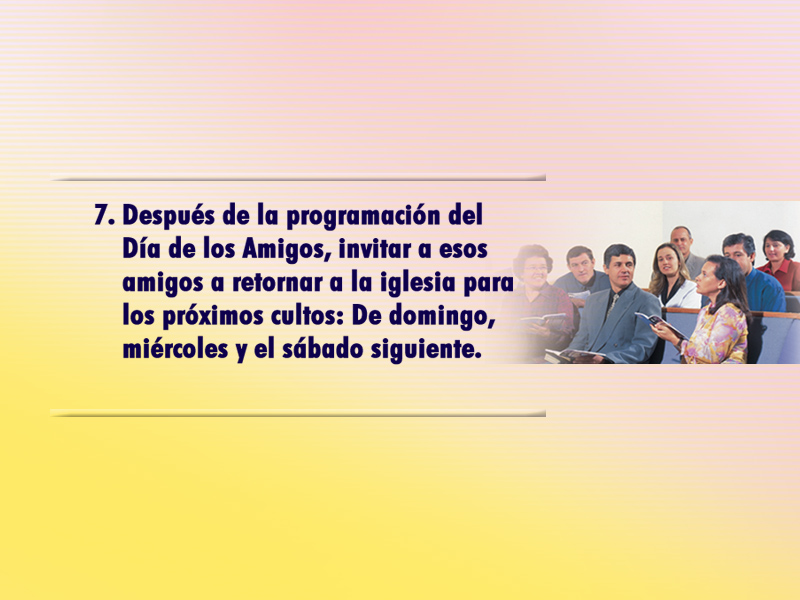 7. Después de la programación del
Día de los Amigos, invitar a esos
amigos a retornar a la iglesia para
los próximos cultos: De domingo,
miércoles y el sábado siguiente.